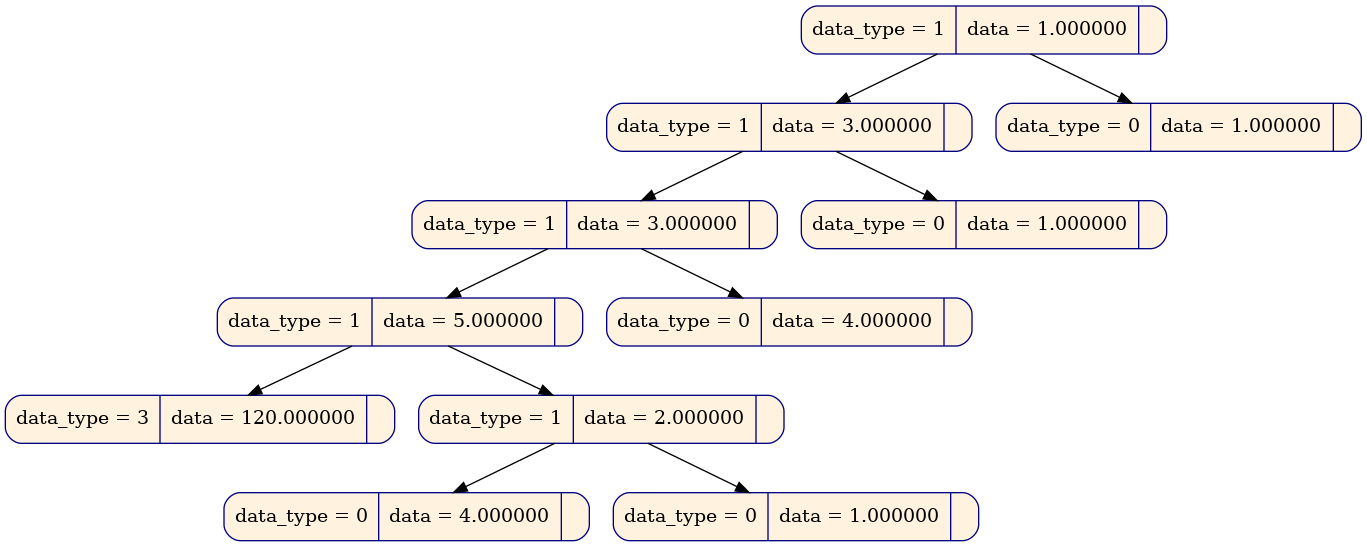 data_type = 1 data = 1.000000
data_type = 1 data = 3.000000 data_type = 0 data = 1.000000
data_type = 1 data = 3.000000 data_type = 0 data = 1.000000
data_type = 1 data = 5.000000 data_type = 0 data = 4.000000
data_type = 3 data = 120.000000 data_type = 1 data = 2.000000
data_type = 0 data = 4.000000 data_type = 0 data = 1.000000